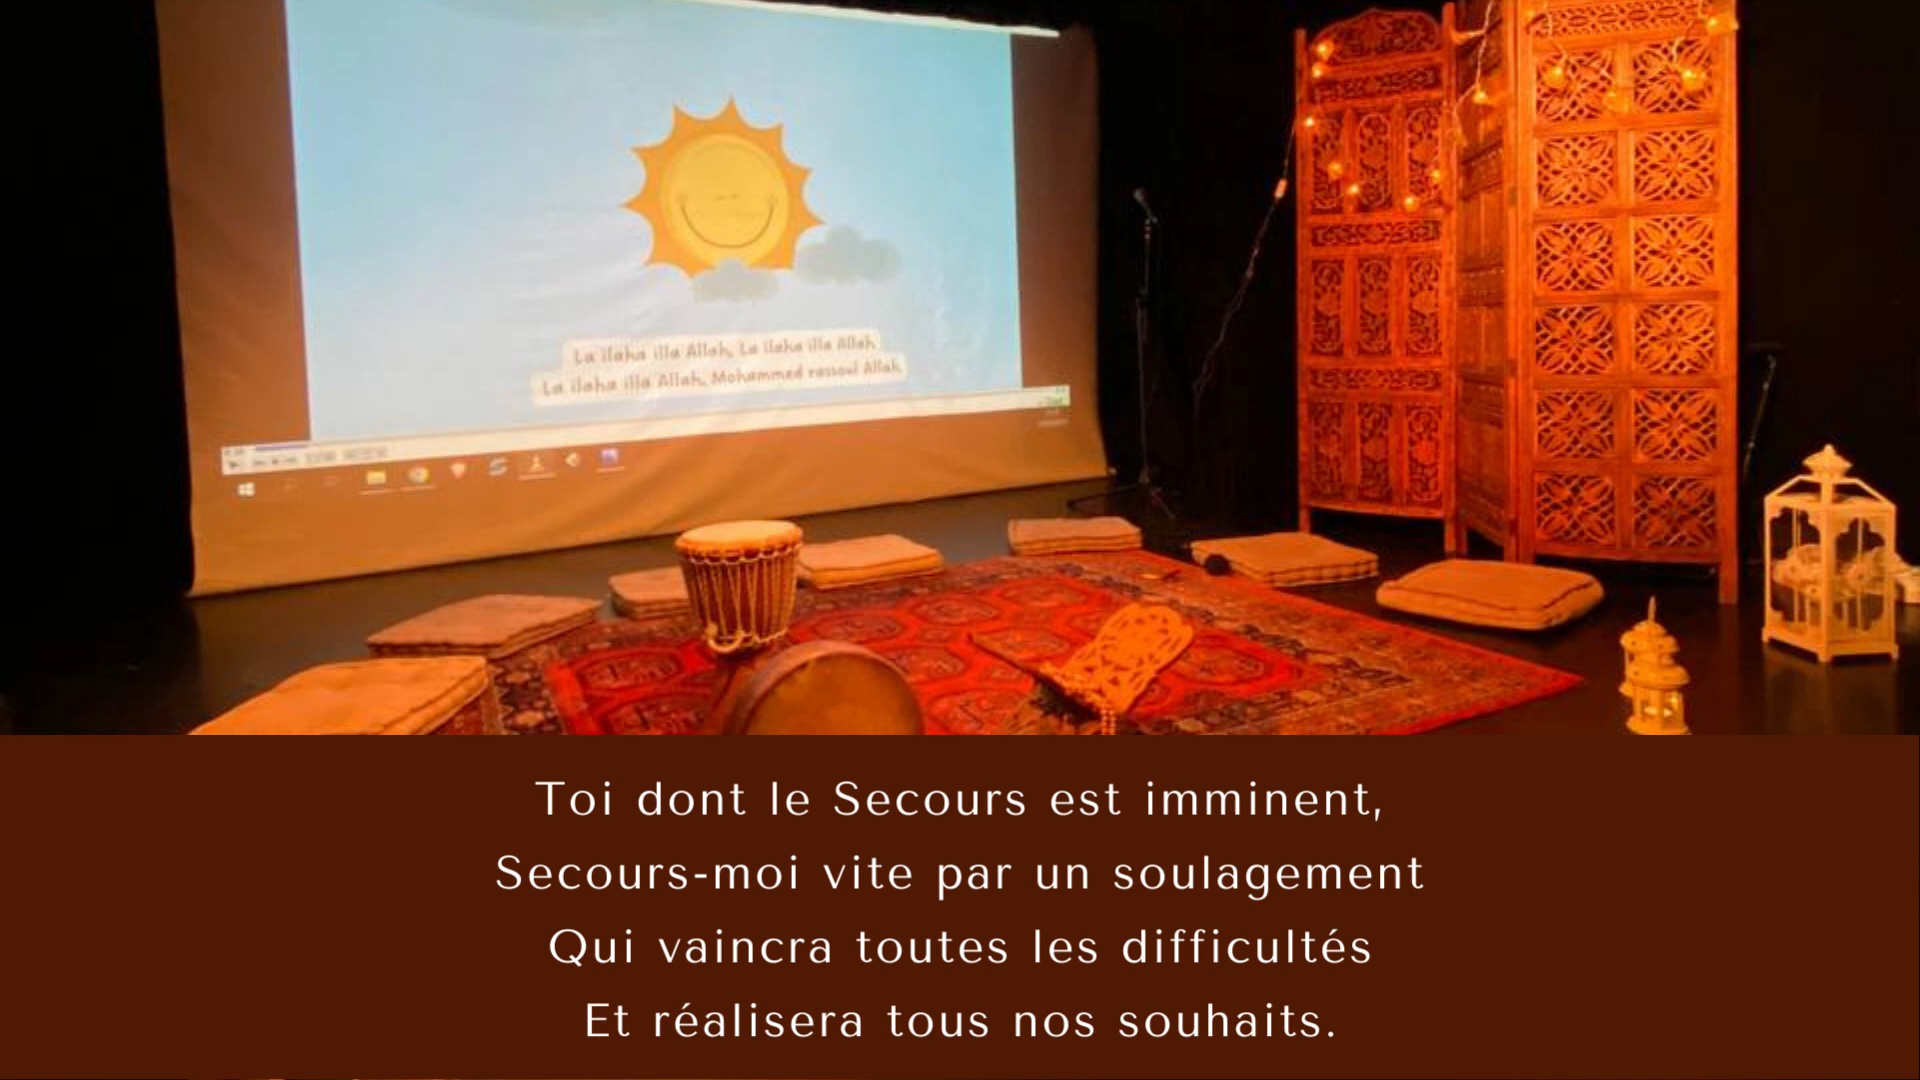 La ilaha illa Allah, La ilaha illa Allah
La ilaha illa Allah, Mohammed rassoul Allah
Toi dont le Secours est imminent,
Secours-moi vite par un soulagement
Qui vaincra toutes les difficultés
Et réalisera tous nos souhaits.